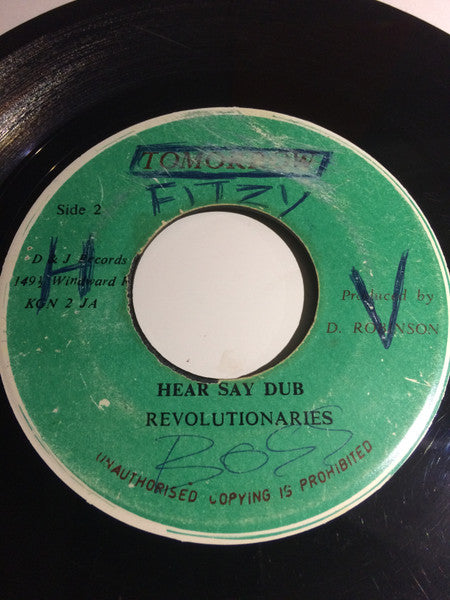 TOMORROW
FITZY
Side 2
D & J Records
149½ Windward R
KGN 2 JA
H
V
Produced by
D. ROBINSON
HEAR SAY DUB
REVOLUTIONARIES
BOSS
UNAUTHORISED COPYING IS PROHIBITED